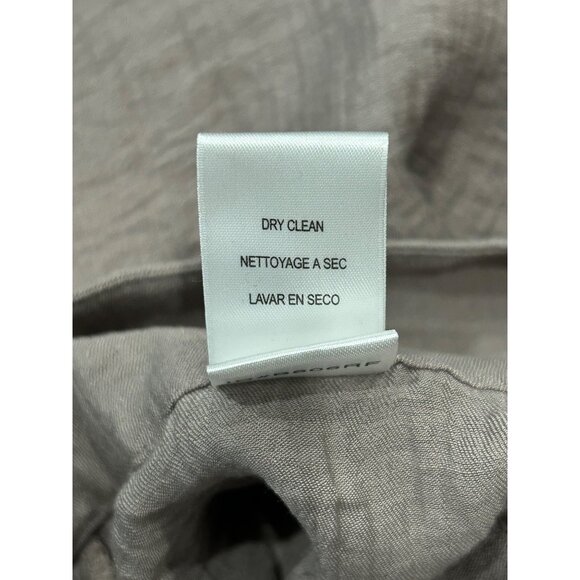 DRY CLEAN
NETTOYAGE A SEC
LAVAR EN SECO